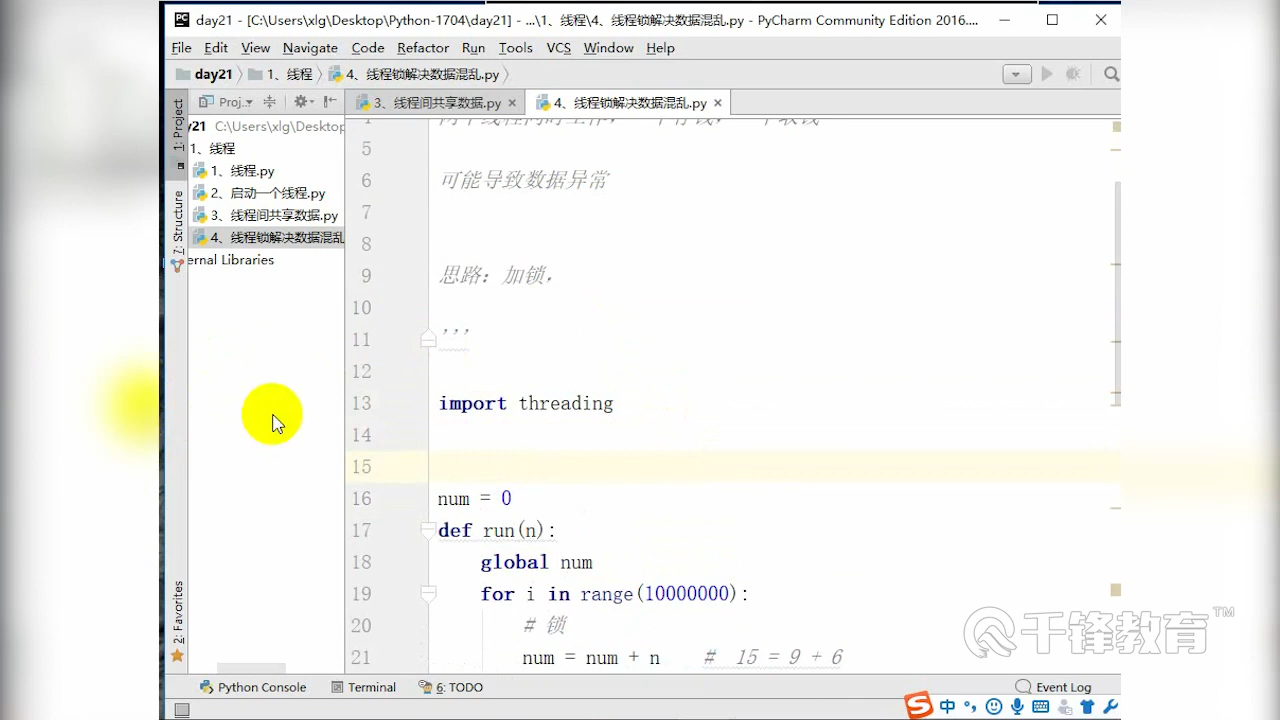 day21 - [C:\Users\xlg\Desktop\Python-1704\day21] - ...\1、线程\4、线程锁解决数据混乱.py - PyCharm Community Edition 2016....
File Edit View Navigate Code Refactor Run Tools VCS Window Help
day21 1、线程 4、线程锁解决数据混乱.py
Proj.. 3、线程间共享数据.py 4、线程锁解决数据混乱.py
1: Project
7: Structure
2: Favorites
y21 C:\Users\xlg\Desktop
1、线程
1、线程.py
2、启动一个线程.py
3、线程间共享数据.py
4、线程锁解决数据混乱
ernal Libraries
5
6 可能导致数据异常
7
8
9 思路：加锁，
10
11 '''
12
13 import threading
14
15
16 num = 0
17 def run(n):
18 global num
19 for i in range(10000000):
20 # 锁
21 num = num + n # 15 = 9 + 6
千锋教育 TM
Python Console Terminal 6: TODO Event Log
中